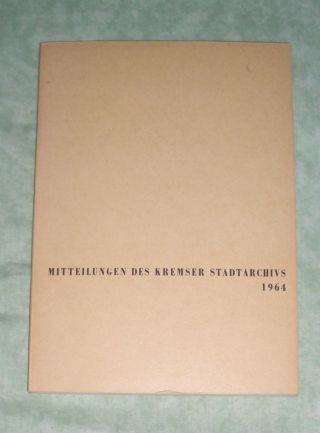 MITTEILUNGEN DES KREMSER STADTARCHIVS
1964